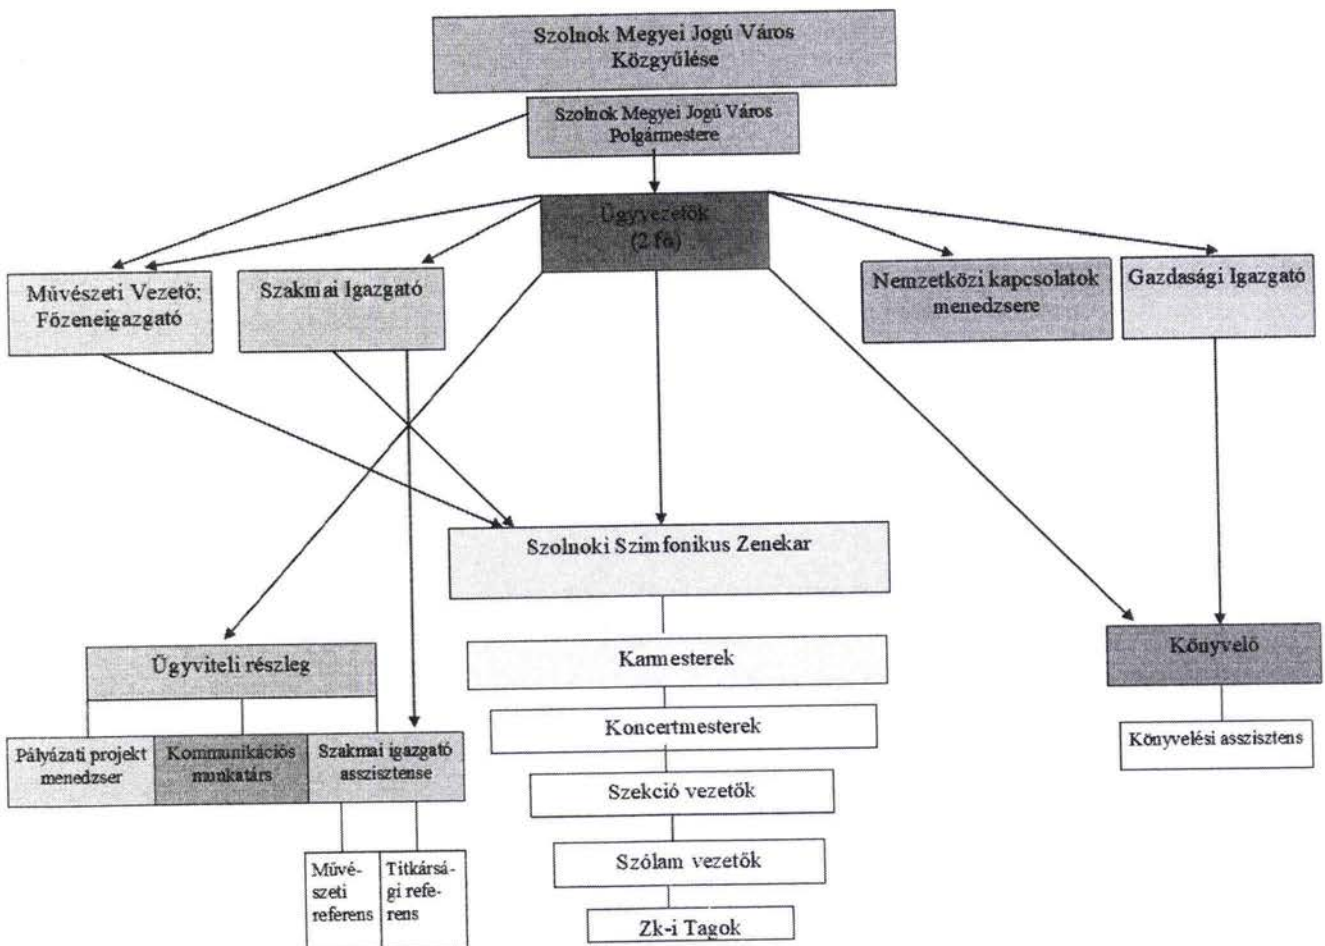 Szolnok Megyei Jogú Város
Közgyűlése
Szolnok Megyei Jogú Város
Polgármestere
Ügyvezetők
(2 fő)
Művészeti Vezető;
Főzeneigazgató
Szakmai Igazgató
Nemzetközi kapcsolatok
menedzsere
Gazdasági Igazgató
Szolnoki Szimfonikus Zenekar
Ügyviteli részleg
Karmesterek
Könyvelő
Koncertmesterek
Pályázati projekt
menedzser
Kommunikációs
munkatárs
Szakmai igazgató
asszisztense
Könyvelési asszisztens
Szekció vezetők
Szólam vezetők
Művé-
szeti
referens
Titkársá-
gi refe-
rens
Zk-i Tagok